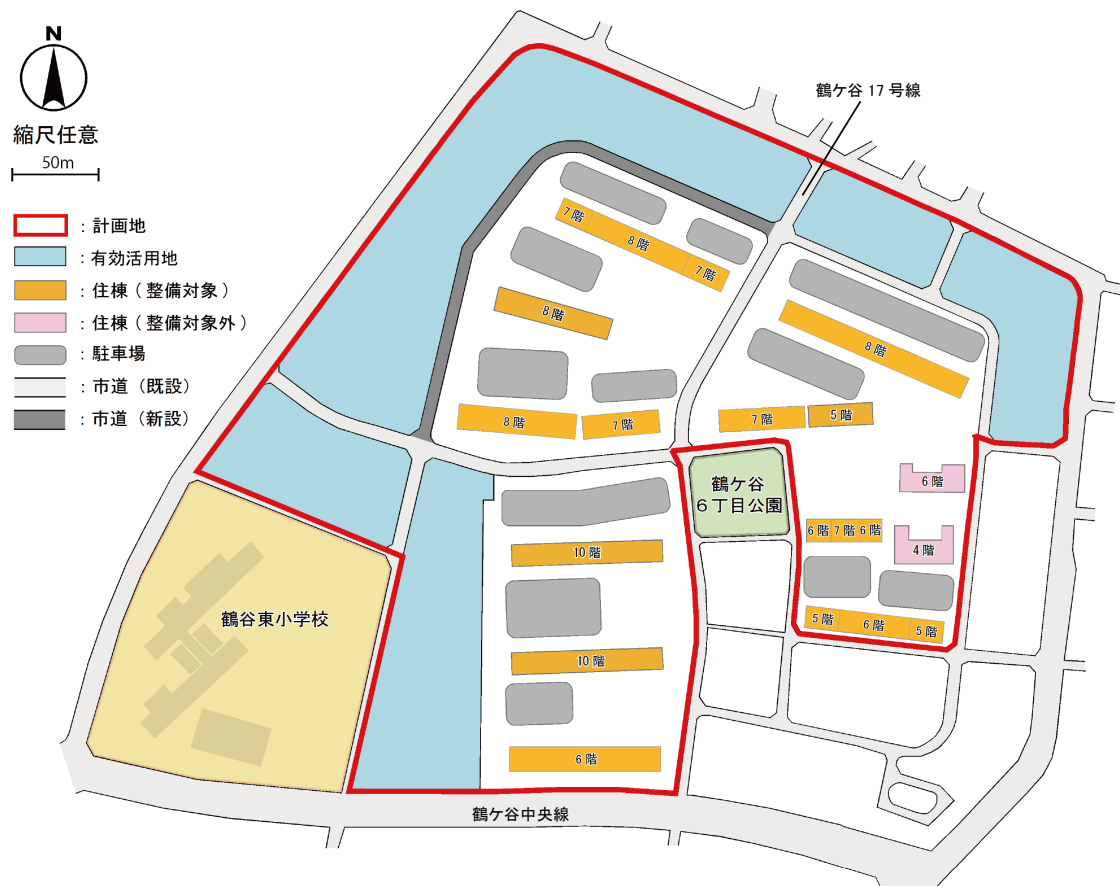 N
縮尺任意
50m
：計画地
：有効活用地
：住棟（整備対象）
：住棟（整備対象外）
：駐車場
：市道（既設）
：市道（新設）
鶴ケ谷 17 号線
7 階
8 階
7 階
8 階
8 階
7 階
8 階
7 階
5 階
鶴ケ谷
6丁目公園
6 階
6 階
7 階
6 階
4 階
5 階
6 階
5 階
10 階
10 階
6 階
鶴谷東小学校
鶴ケ谷中央線